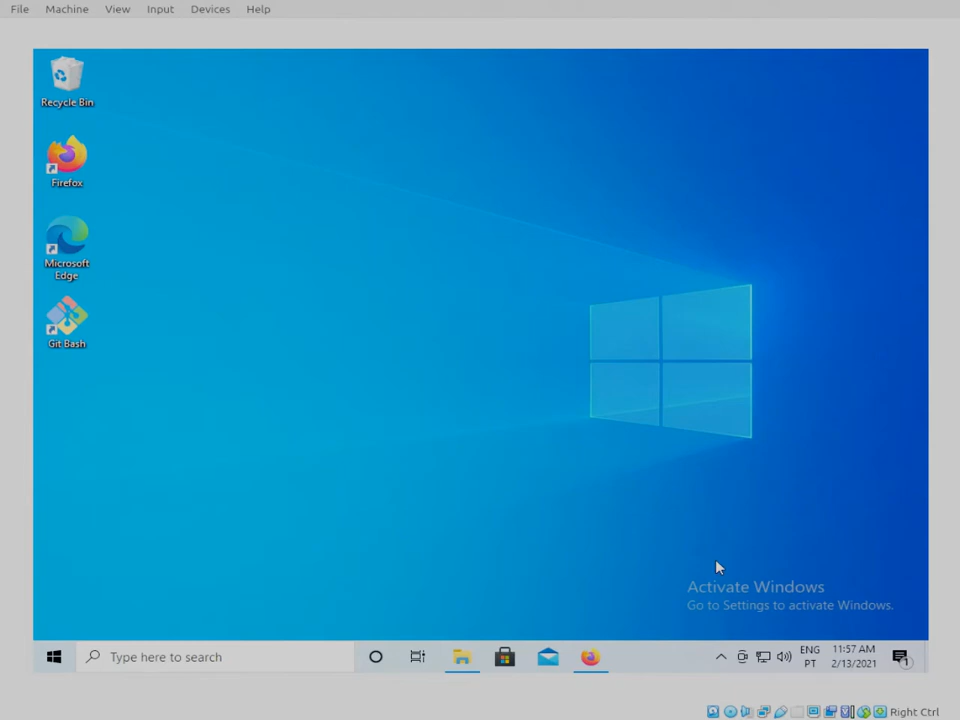 File Machine View Input Devices Help
Recycle Bin
Firefox
Microsoft
Edge
Git Bash
Activate Windows
Go to Settings to activate Windows.
Type here to search
ENG
PT
11:57 AM
2/13/2021
1
Right Ctrl